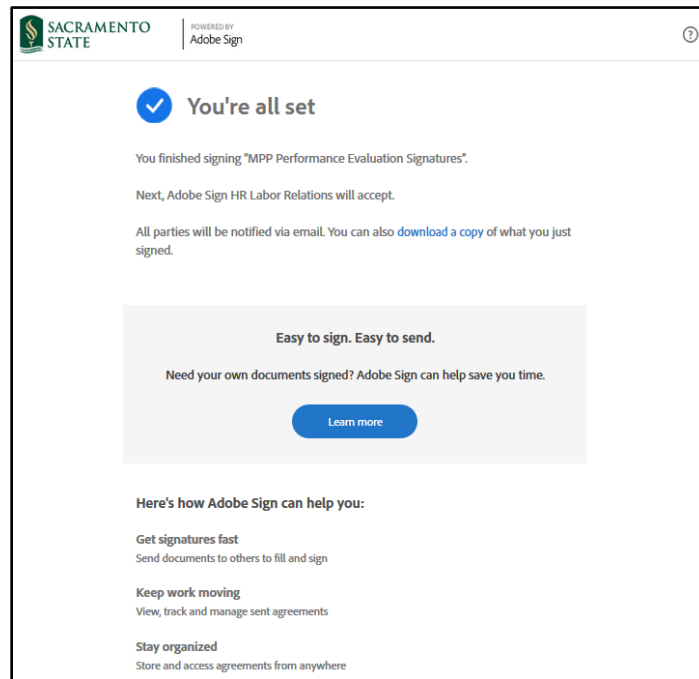 SACRAMENTO
STATE
POWERED BY
Adobe Sign
?
You're all set
You finished signing "MPP Performance Evaluation Signatures".
Next, Adobe Sign HR Labor Relations will accept.
All parties will be notified via email. You can also download a copy of what you just
signed.
Easy to sign. Easy to send.
Need your own documents signed? Adobe Sign can help save you time.
Learn more
Here's how Adobe Sign can help you:
Get signatures fast
Send documents to others to fill and sign
Keep work moving
View, track and manage sent agreements
Stay organized
Store and access agreements from anywhere